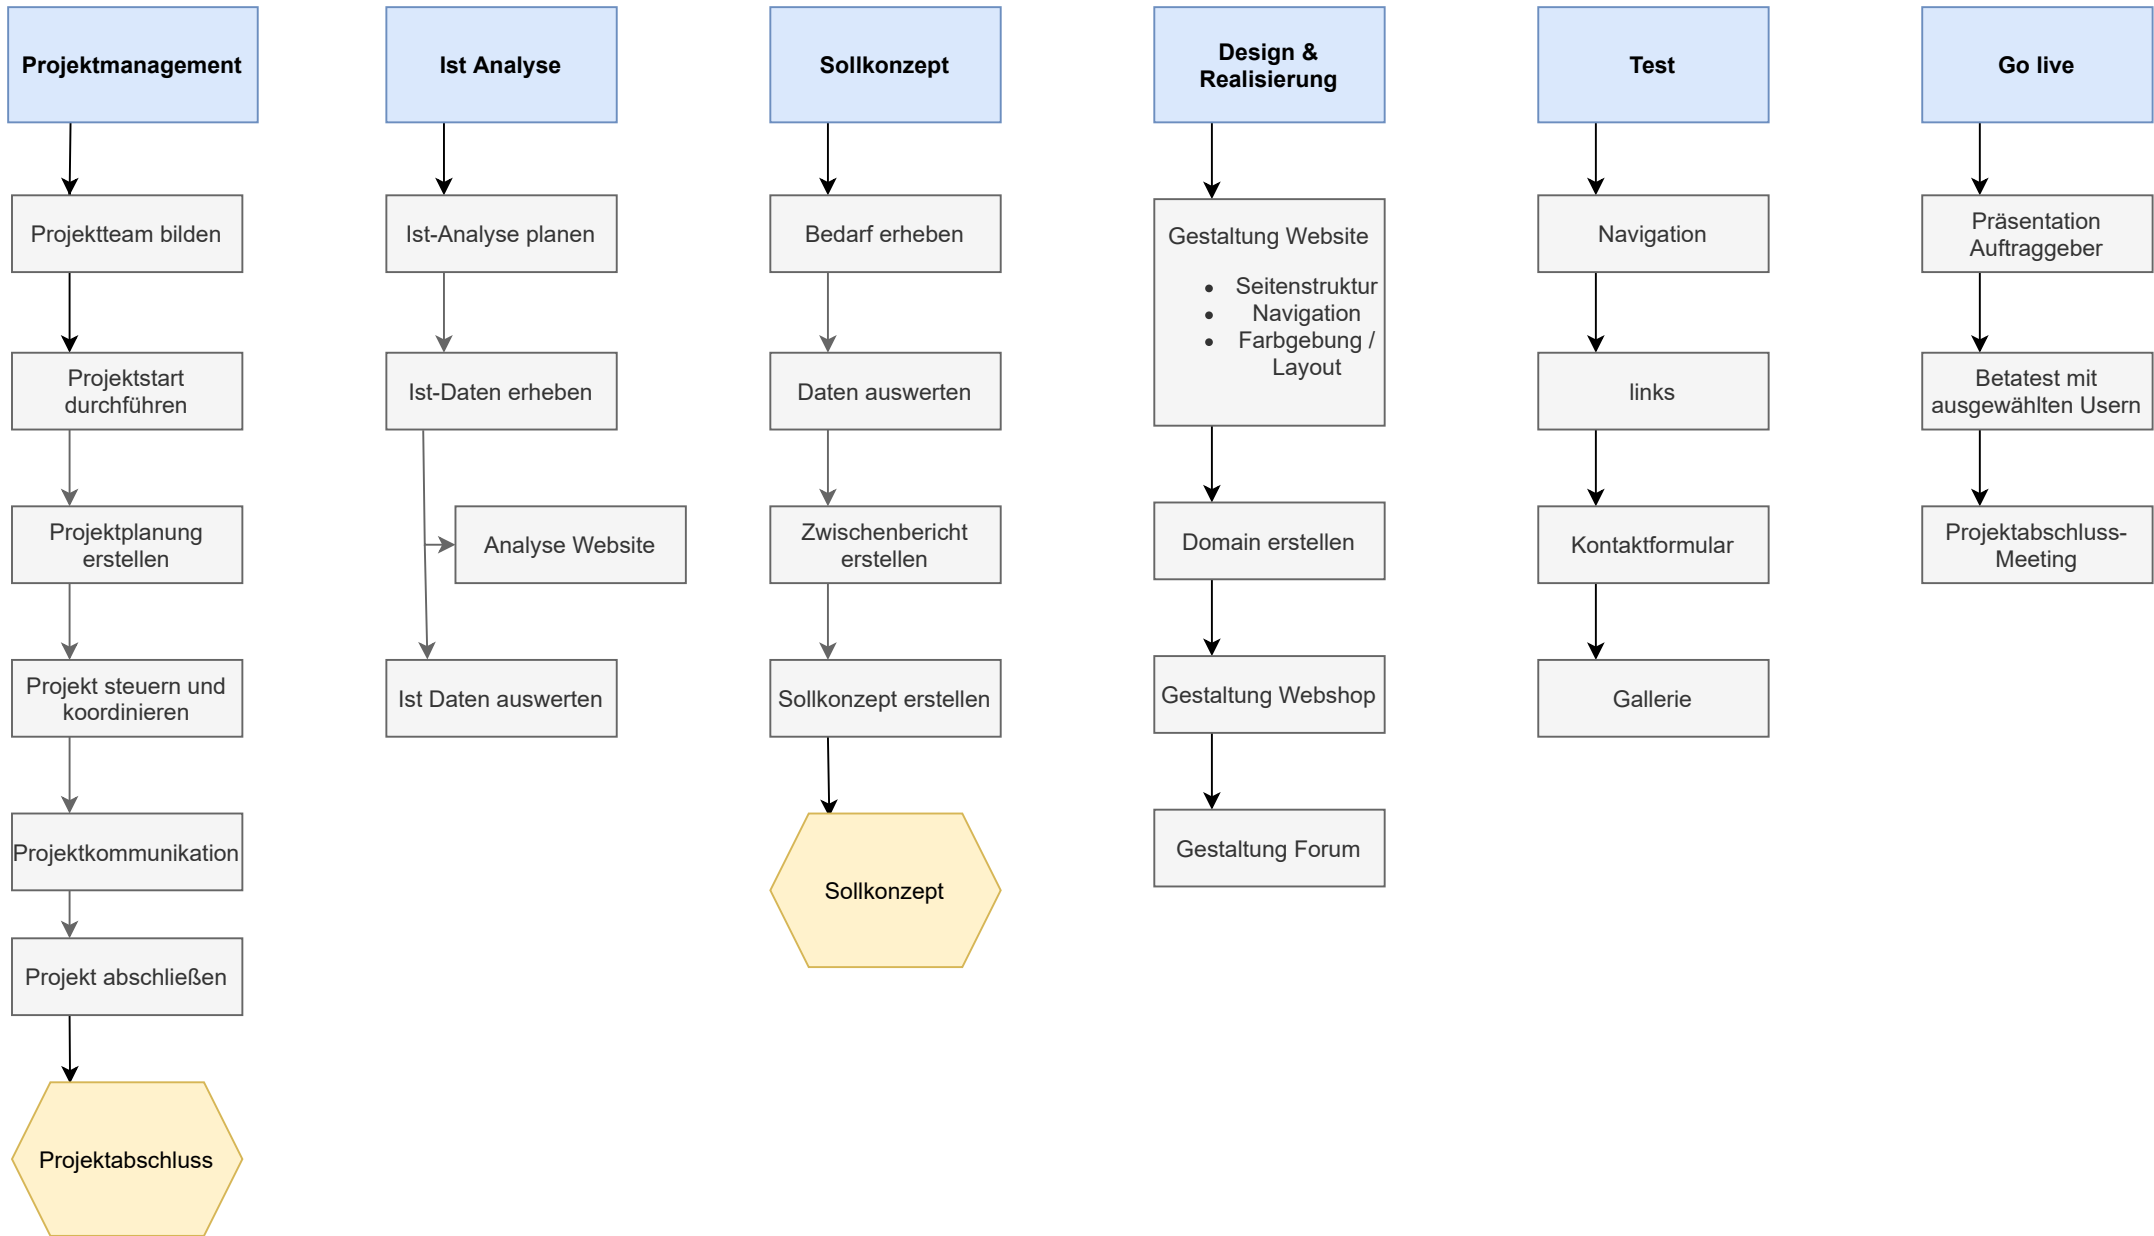 Projektmanagement
Projektteam bilden
Projektstart
durchführen
Projektplanung
erstellen
Projekt steuern und
koordinieren
Projektkommunikation
Projekt abschließen
Projektabschluss
Ist Analyse
Ist-Analyse planen
Ist-Daten erheben
Analyse Website
Ist Daten auswerten
Sollkonzept
Bedarf erheben
Daten auswerten
Zwischenbericht
erstellen
Sollkonzept erstellen
Sollkonzept
Design &
Realisierung
Gestaltung Website
• Seitenstruktur
• Navigation
• Farbgebung /
Layout
Domain erstellen
Gestaltung Webshop
Gestaltung Forum
Test
Navigation
links
Kontaktformular
Gallerie
Go live
Präsentation
Auftraggeber
Betatest mit
ausgewählten Usern
Projektabschluss-
Meeting